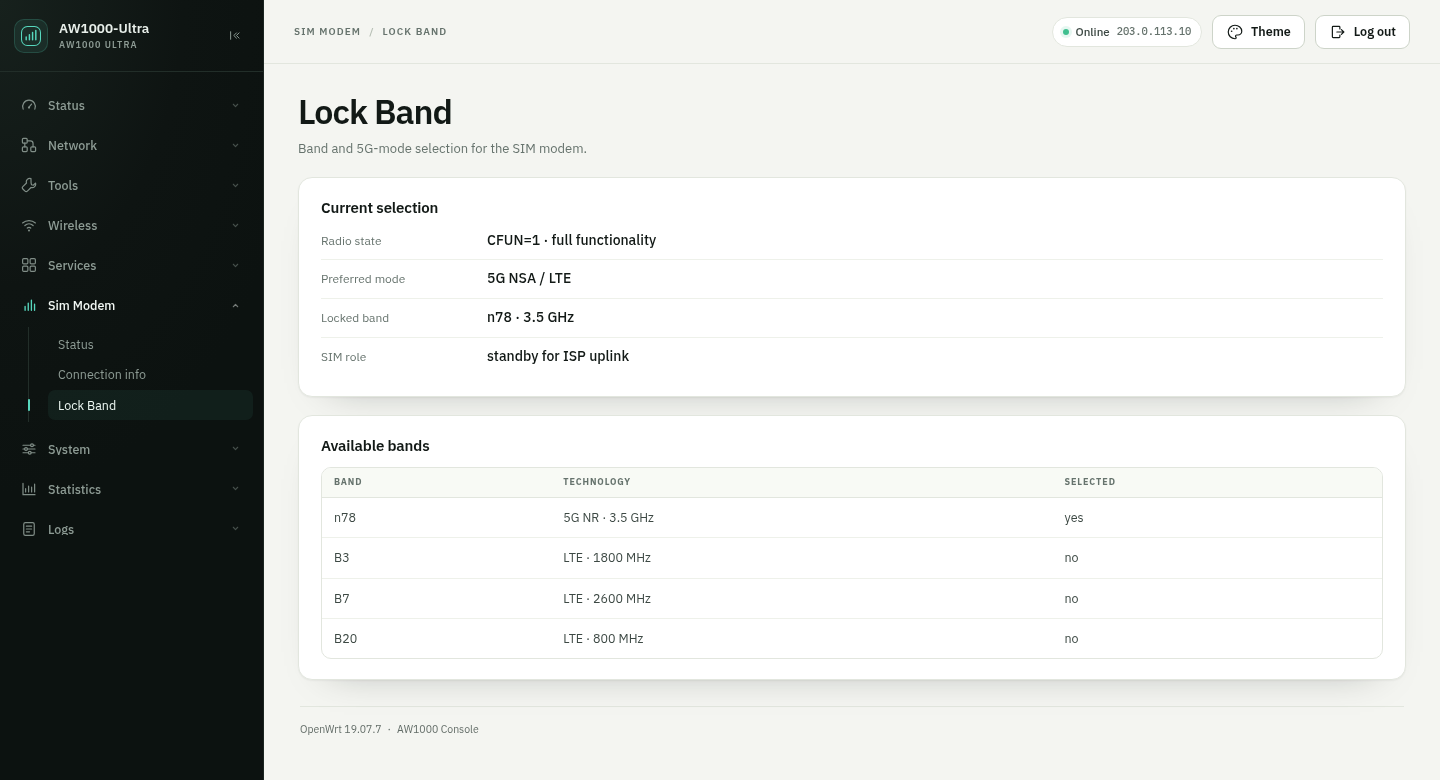 AW1000-Ultra
AW1000 ULTRA
Status
Network
Tools
Wireless
Services
Sim Modem
Status
Connection info
Lock Band
System
Statistics
Logs
SIM MODEM / LOCK BAND
Online 203.0.113.10
Theme
Log out
Lock Band
Band and 5G-mode selection for the SIM modem.
Current selection
Radio state CFUN=1 · full functionality
Preferred mode 5G NSA / LTE
Locked band n78 · 3.5 GHz
SIM role standby for ISP uplink
Available bands
BAND TECHNOLOGY SELECTED
n78 5G NR · 3.5 GHz yes
B3 LTE · 1800 MHz no
B7 LTE · 2600 MHz no
B20 LTE · 800 MHz no
OpenWrt 19.07.7 · AW1000 Console